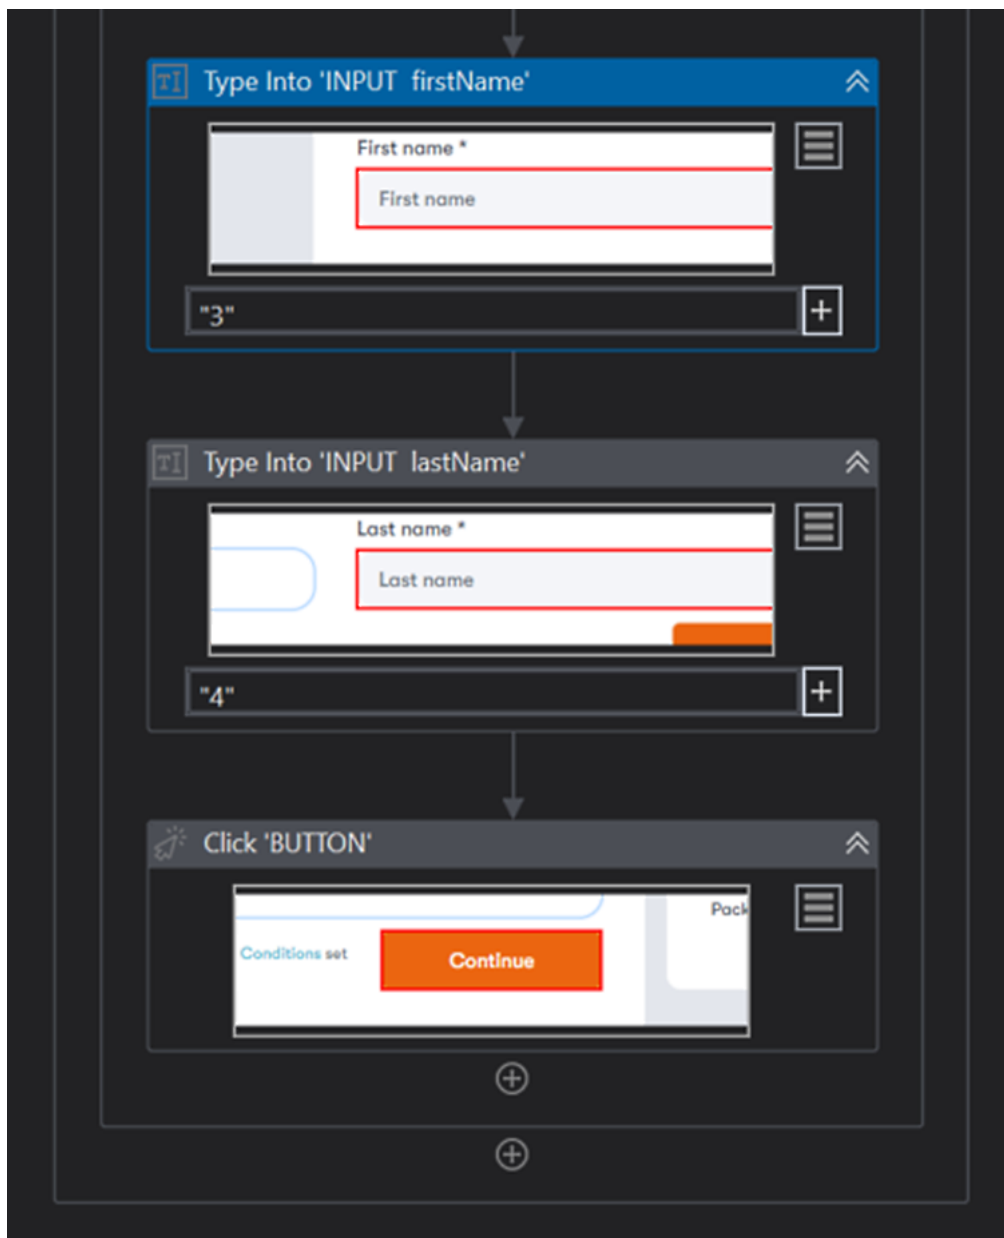 Type Into 'INPUT  firstName'
First name *
First name
"3"
Type Into 'INPUT  lastName'
Last name *
Last name
"4"
Click 'BUTTON'
Pack
Conditions set
Continue